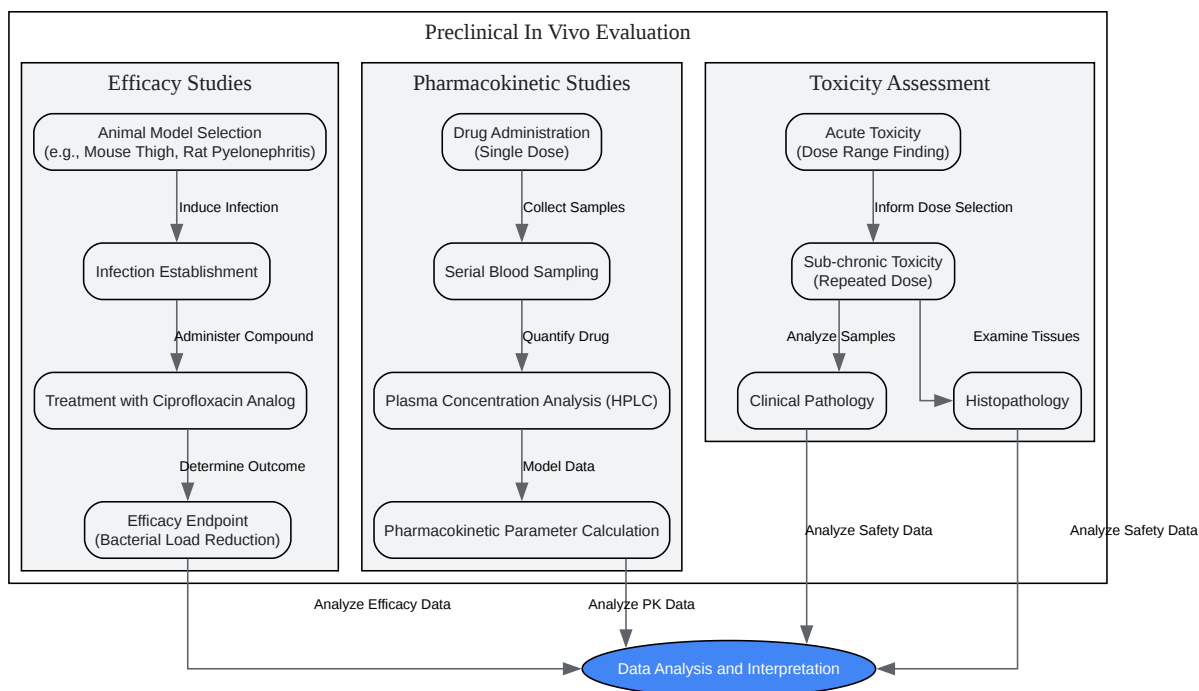 Preclinical In Vivo Evaluation
Efficacy Studies
Animal Model Selection
(e.g., Mouse Thigh, Rat Pyelonephritis)
Induce Infection
Infection Establishment
Administer Compound
Treatment with Ciprofloxacin Analog
Determine Outcome
Efficacy Endpoint
(Bacterial Load Reduction)
Analyze Efficacy Data
Pharmacokinetic Studies
Drug Administration
(Single Dose)
Collect Samples
Serial Blood Sampling
Quantify Drug
Plasma Concentration Analysis (HPLC)
Model Data
Pharmacokinetic Parameter Calculation
Analyze PK Data
Toxicity Assessment
Acute Toxicity
(Dose Range Finding)
Inform Dose Selection
Sub-chronic Toxicity
(Repeated Dose)
Analyze Samples
Examine Tissues
Clinical Pathology
Histopathology
Analyze Safety Data
Analyze Safety Data
Data Analysis and Interpretation